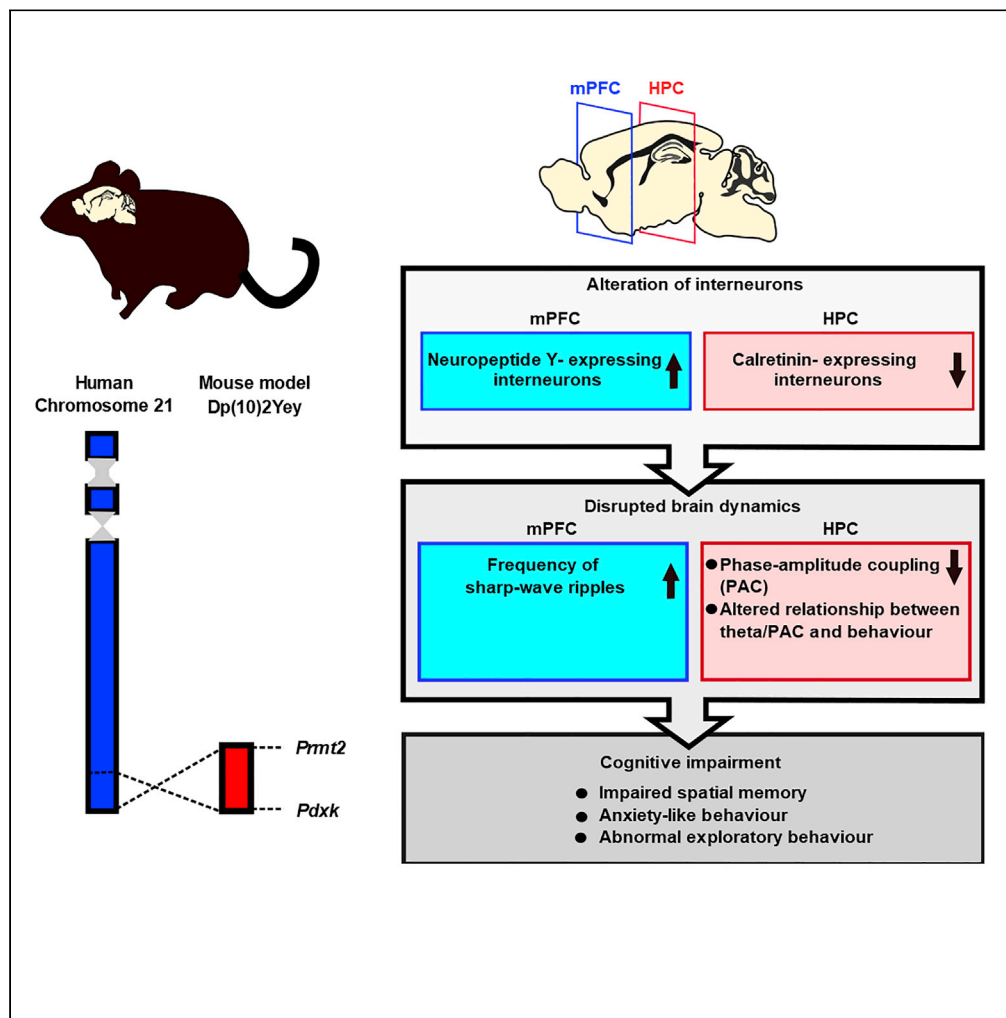 mPFC HPC
Human
Chromosome 21
Mouse model
Dp(10)2Yey
Prmt2
Pdxk
Alteration of interneurons
mPFC HPC
Neuropeptide Y- expressing
interneurons
Calretinin- expressing
interneurons
Disrupted brain dynamics
mPFC HPC
Frequency of
sharp-wave ripples
● Phase-amplitude coupling
(PAC)
● Altered relationship between
theta/PAC and behaviour
Cognitive impairment
● Impaired spatial memory
● Anxiety-like behaviour
● Abnormal exploratory behaviour